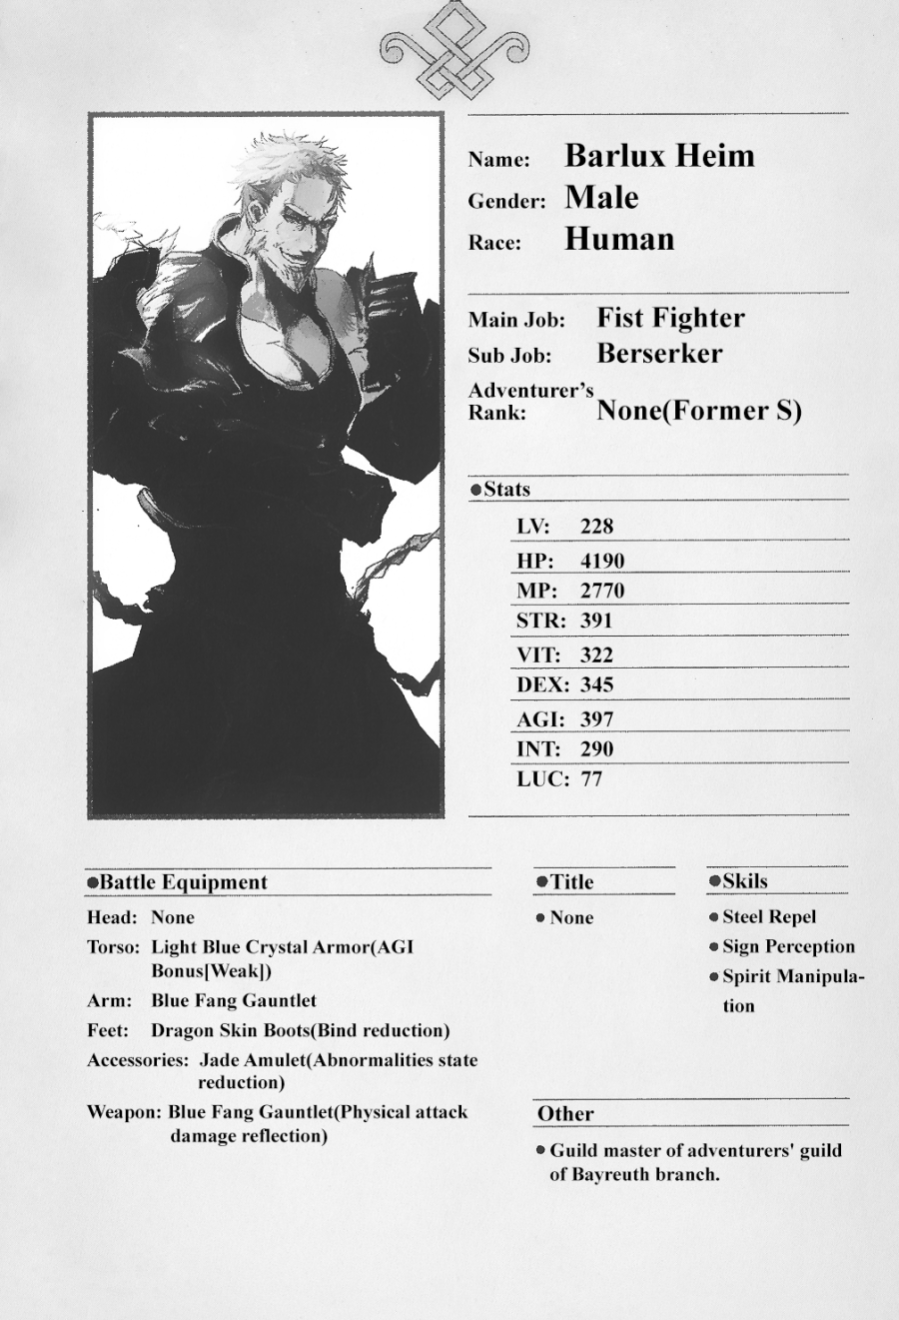 Name: Barlux Heim
Gender: Male
Race: Human
Main Job: Fist Fighter
Sub Job: Berserker
Adventurer’s
Rank: None(Former S)
●Stats
LV: 228
HP: 4190
MP: 2770
STR: 391
VIT: 322
DEX: 345
AGI: 397
INT: 290
LUC: 77
●Battle Equipment
Head: None
Torso: Light Blue Crystal Armor(AGI
Bonus[Weak])
Arm: Blue Fang Gauntlet
Feet: Dragon Skin Boots(Bind reduction)
Accessories: Jade Amulet(Abnormalities state
reduction)
Weapon: Blue Fang Gauntlet(Physical attack
damage reflection)
●Title
● None
●Skils
● Steel Repel
● Sign Perception
● Spirit Manipula-
tion
Other
● Guild master of adventurers' guild
of Bayreuth branch.